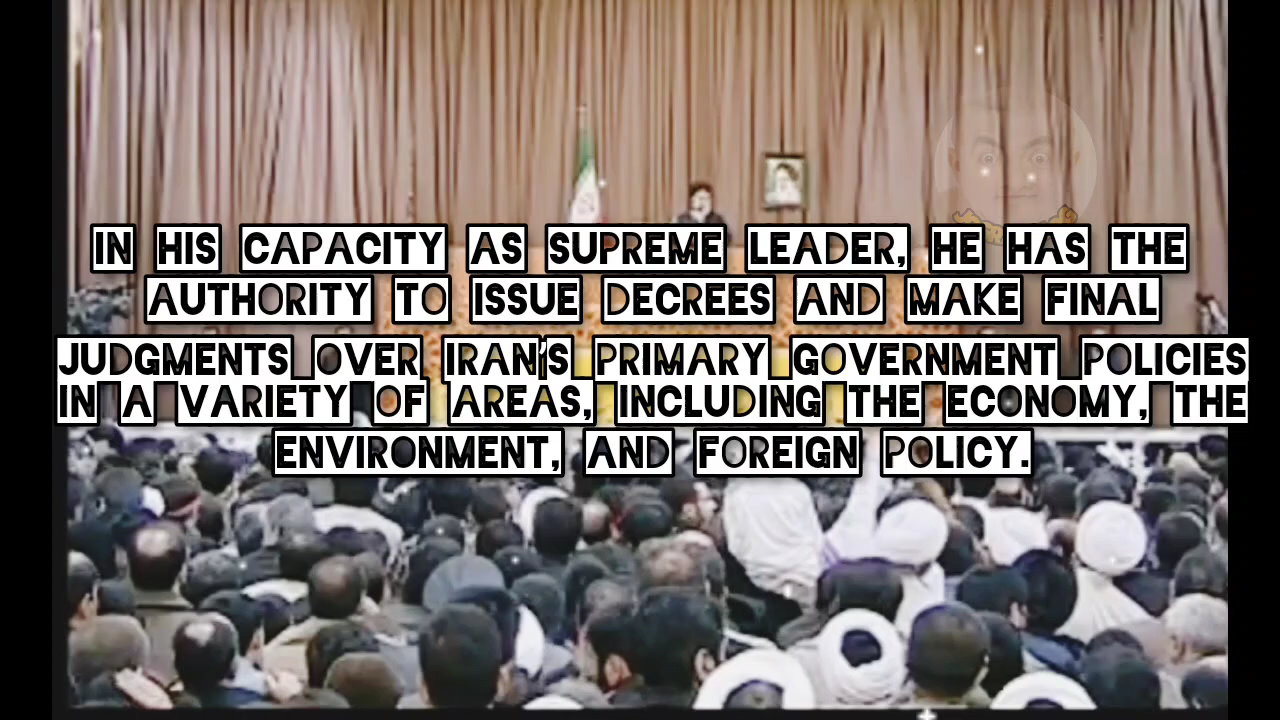 IN HIS CAPACITY AS SUPREME LEADER, HE HAS THE
AUTHORITY TO ISSUE DECREES AND MAKE FINAL
JUDGMENTS OVER IRAN'S PRIMARY GOVERNMENT POLICIES
IN A VARIETY OF AREAS, INCLUDING THE ECONOMY, THE
ENVIRONMENT, AND FOREIGN POLICY.